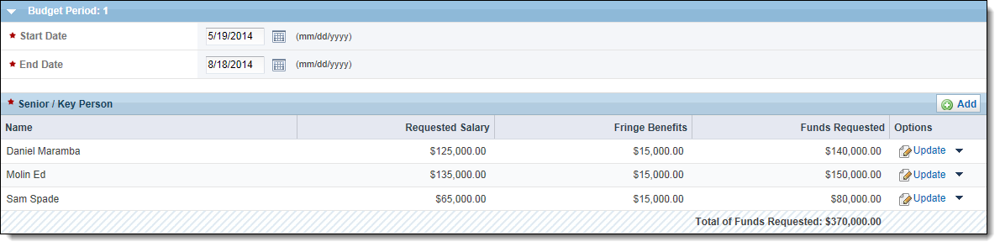 Budget Period: 1
* Start Date 5/19/2014 (mm/dd/yyyy)
* End Date 8/18/2014 (mm/dd/yyyy)
* Senior / Key Person Add
Name Requested Salary Fringe Benefits Funds Requested Options
Daniel Maramba $125,000.00 $15,000.00 $140,000.00 Update
Molin Ed $135,000.00 $15,000.00 $150,000.00 Update
Sam Spade $65,000.00 $15,000.00 $80,000.00 Update
Total of Funds Requested: $370,000.00